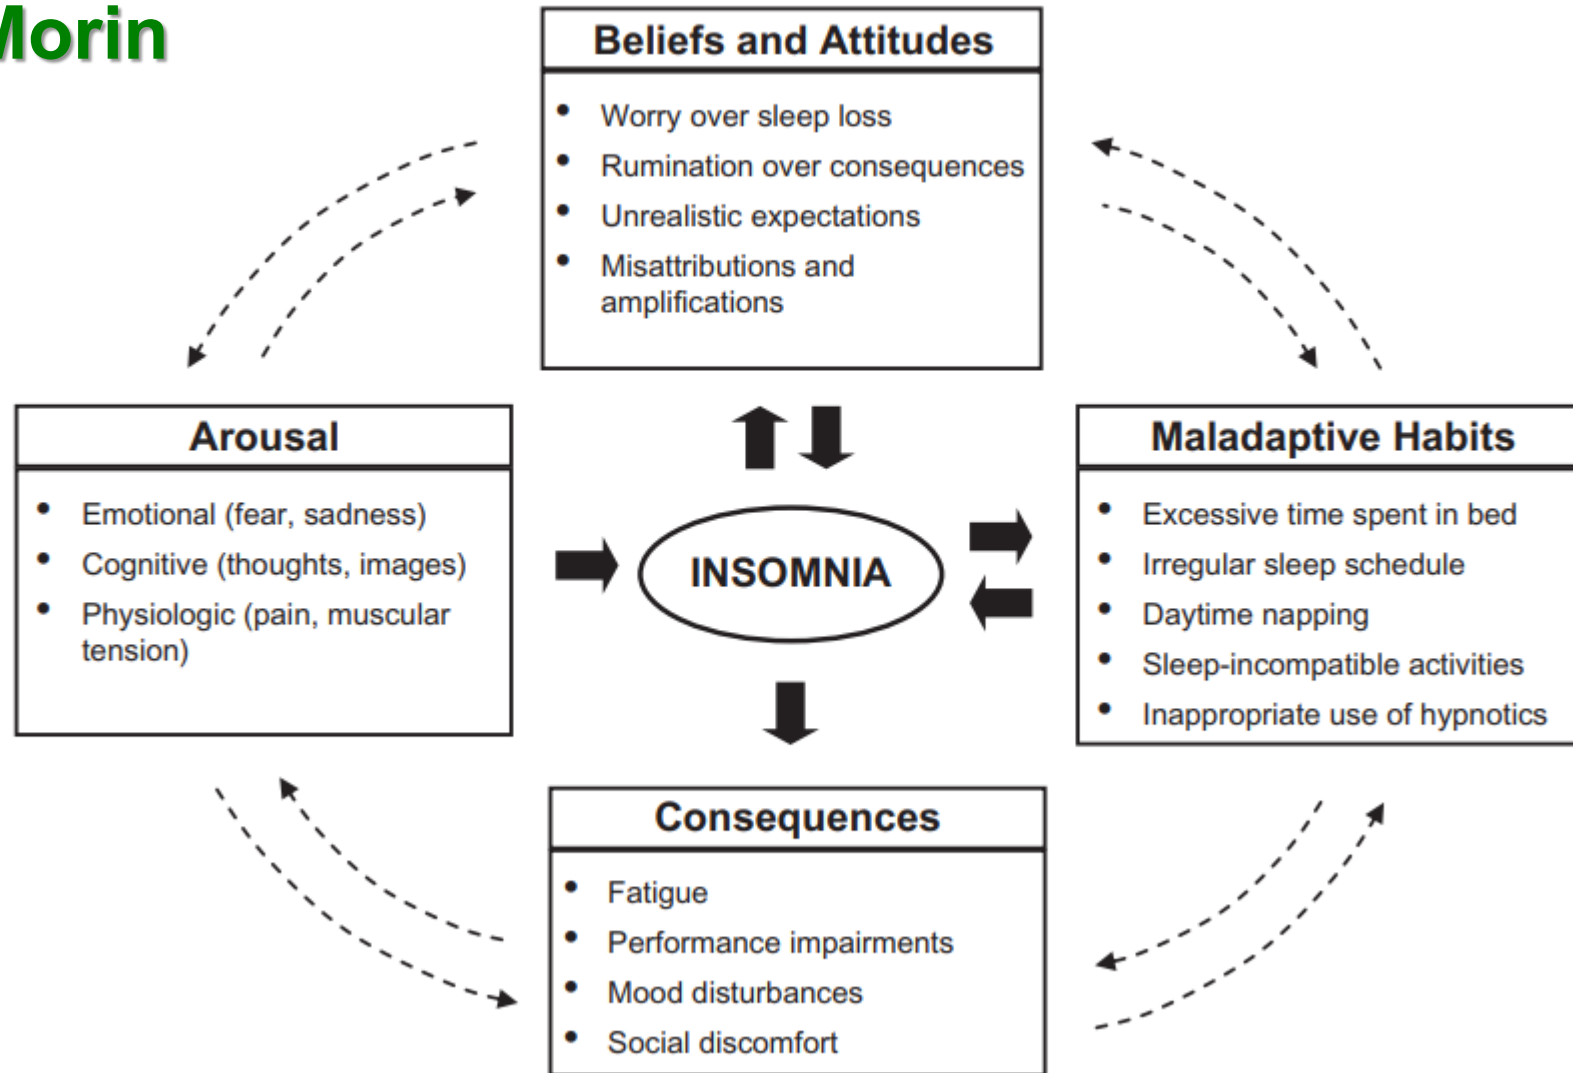 Morin
Beliefs and Attitudes
• Worry over sleep loss
• Rumination over consequences
• Unrealistic expectations
• Misattributions and
amplifications
Arousal
• Emotional (fear, sadness)
• Cognitive (thoughts, images)
• Physiologic (pain, muscular
tension)
INSOMNIA
Maladaptive Habits
• Excessive time spent in bed
• Irregular sleep schedule
• Daytime napping
• Sleep-incompatible activities
• Inappropriate use of hypnotics
Consequences
• Fatigue
• Performance impairments
• Mood disturbances
• Social discomfort